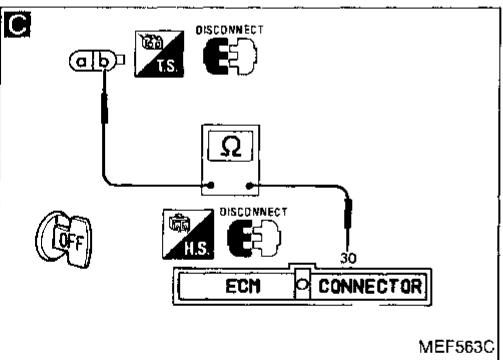 C
DISCONNECT
a b
T.S.
Ω
DISCONNECT
H.S.
OFF
30
ECM CONNECTOR
MEF563C